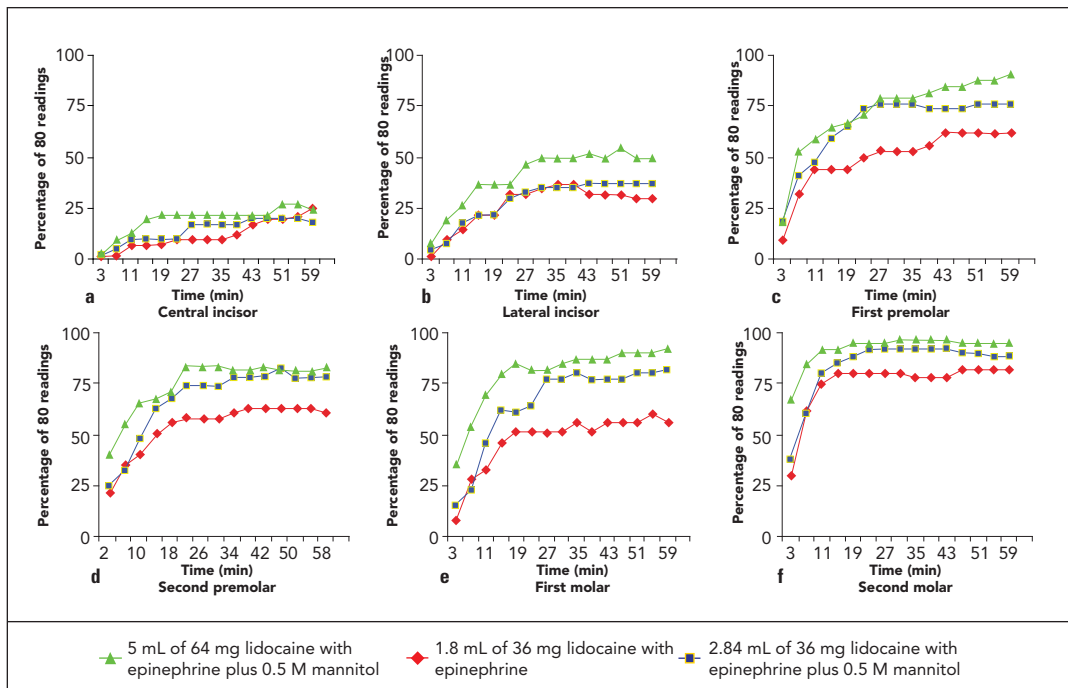 100
75
50
25
0
Percentage of 80 readings
3 11 19 27 35 43 51 59
Time (min)
a
Central incisor
100
75
50
25
0
Percentage of 80 readings
3 11 19 27 35 43 51 59
Time (min)
b
Lateral incisor
100
75
50
25
0
Percentage of 80 readings
3 11 19 27 35 43 51 59
Time (min)
c
First premolar
100
75
50
25
0
Percentage of 80 readings
2 10 18 26 34 42 50 58
Time (min)
d
Second premolar
100
75
50
25
0
Percentage of 80 readings
3 11 19 27 35 43 51 59
Time (min)
e
First molar
100
75
50
25
0
Percentage of 80 readings
3 11 19 27 35 43 51 59
Time (min)
f
Second molar
5 mL of 64 mg lidocaine with
epinephrine plus 0.5 M mannitol
1.8 mL of 36 mg lidocaine with
epinephrine
2.84 mL of 36 mg lidocaine with
epinephrine plus 0.5 M mannitol